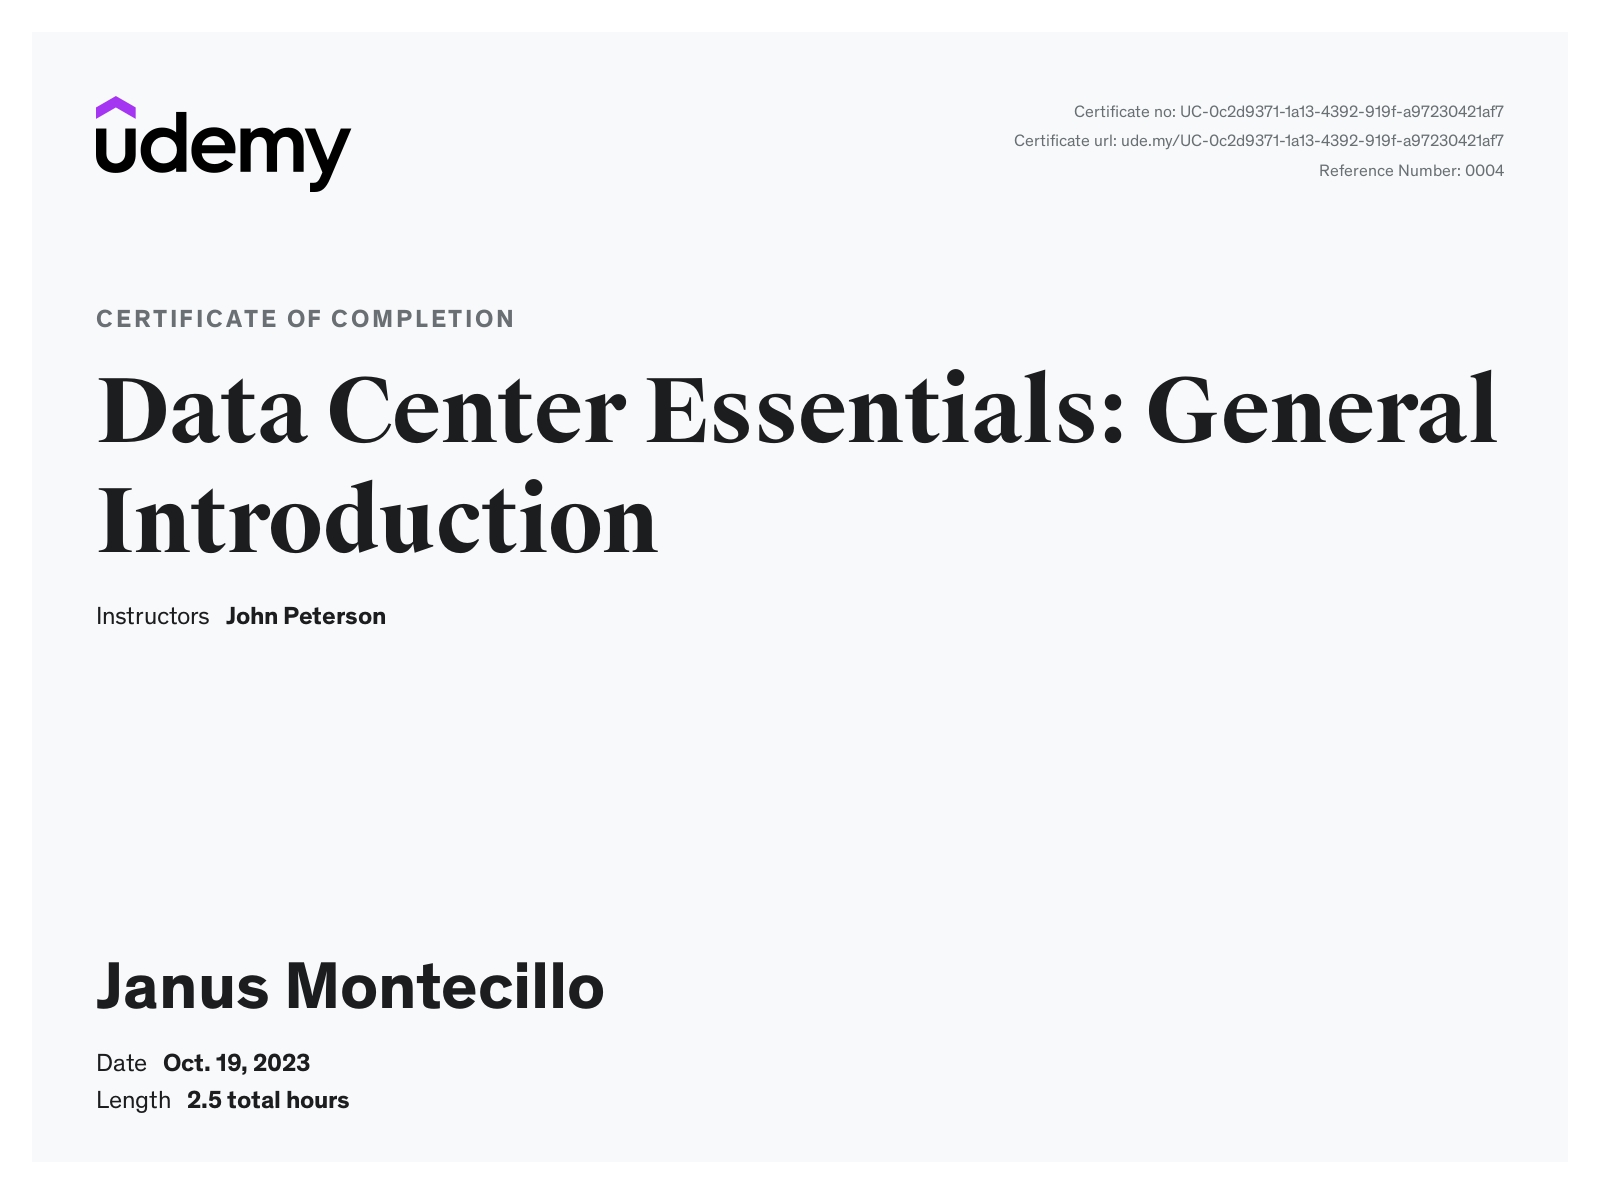 udemy
Certificate no: UC-0c2d9371-1a13-4392-919f-a97230421af7
Certificate url: ude.my/UC-0c2d9371-1a13-4392-919f-a97230421af7
Reference Number: 0004
CERTIFICATE OF COMPLETION
Data Center Essentials: General
Introduction
Instructors John Peterson
Janus Montecillo
Date Oct. 19, 2023
Length 2.5 total hours